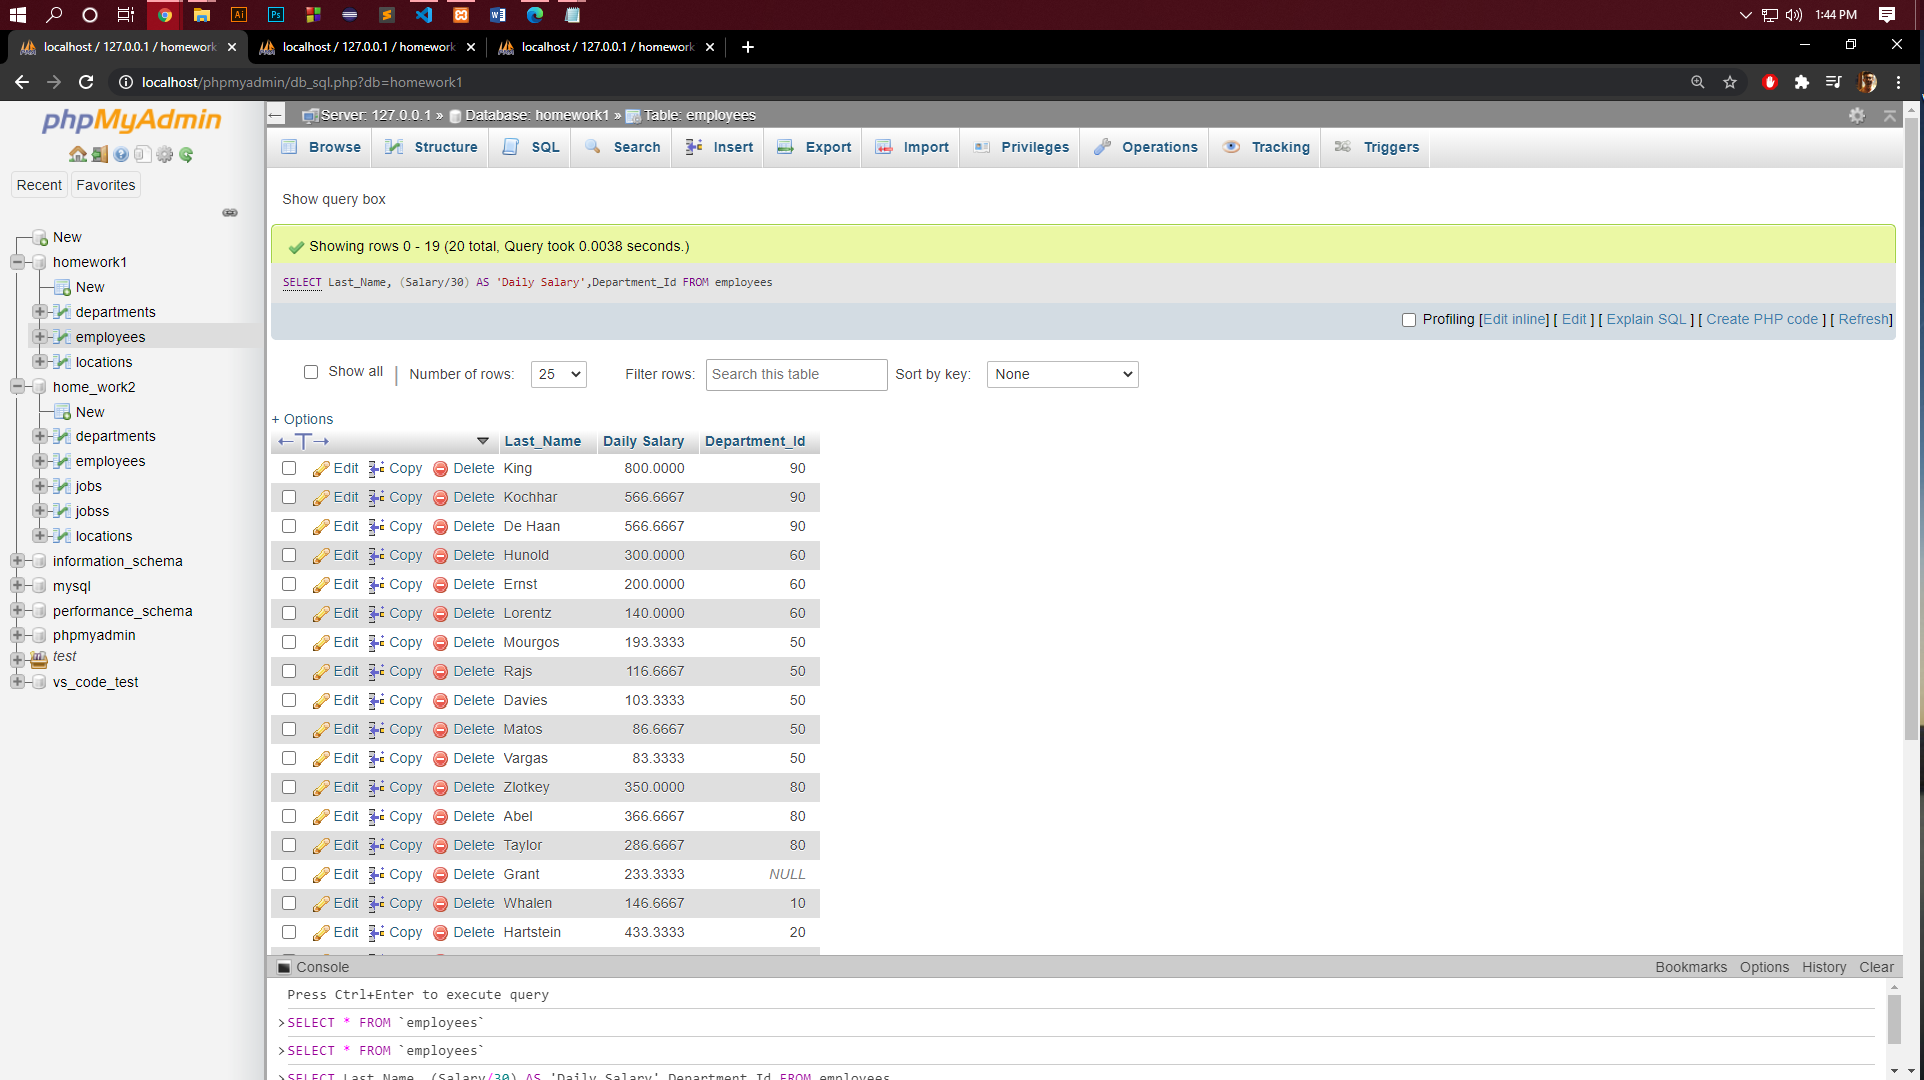 1:44 PM
localhost / 127.0.0.1 / homework
localhost / 127.0.0.1 / homework
localhost / 127.0.0.1 / homework
localhost/phpmyadmin/db_sql.php?db=homework1
phpMyAdmin
Recent Favorites
New
homework1
New
departments
employees
locations
home_work2
New
departments
employees
jobs
jobss
locations
information_schema
mysql
performance_schema
phpmyadmin
test
vs_code_test
Server: 127.0.0.1 » Database: homework1 » Table: employees
Browse Structure SQL Search Insert Export Import Privileges Operations Tracking Triggers
Show query box
Showing rows 0 - 19 (20 total, Query took 0.0038 seconds.)
SELECT Last_Name, (Salary/30) AS 'Daily Salary',Department_Id FROM employees
Profiling [Edit inline] [ Edit ] [ Explain SQL ] [ Create PHP code ] [ Refresh]
Show all | Number of rows: 25 Filter rows: Search this table Sort by key: None
+ Options
←T→ Last_Name Daily Salary Department_Id
Edit Copy Delete King 800.0000 90
Edit Copy Delete Kochhar 566.6667 90
Edit Copy Delete De Haan 566.6667 90
Edit Copy Delete Hunold 300.0000 60
Edit Copy Delete Ernst 200.0000 60
Edit Copy Delete Lorentz 140.0000 60
Edit Copy Delete Mourgos 193.3333 50
Edit Copy Delete Rajs 116.6667 50
Edit Copy Delete Davies 103.3333 50
Edit Copy Delete Matos 86.6667 50
Edit Copy Delete Vargas 83.3333 50
Edit Copy Delete Zlotkey 350.0000 80
Edit Copy Delete Abel 366.6667 80
Edit Copy Delete Taylor 286.6667 80
Edit Copy Delete Grant 233.3333 NULL
Edit Copy Delete Whalen 146.6667 10
Edit Copy Delete Hartstein 433.3333 20
Console Bookmarks Options History Clear
Press Ctrl+Enter to execute query
>SELECT * FROM `employees`
>SELECT * FROM `employees`
>SELECT Last_Name, (Salary/30) AS 'Daily Salary',Department_Id FROM employees